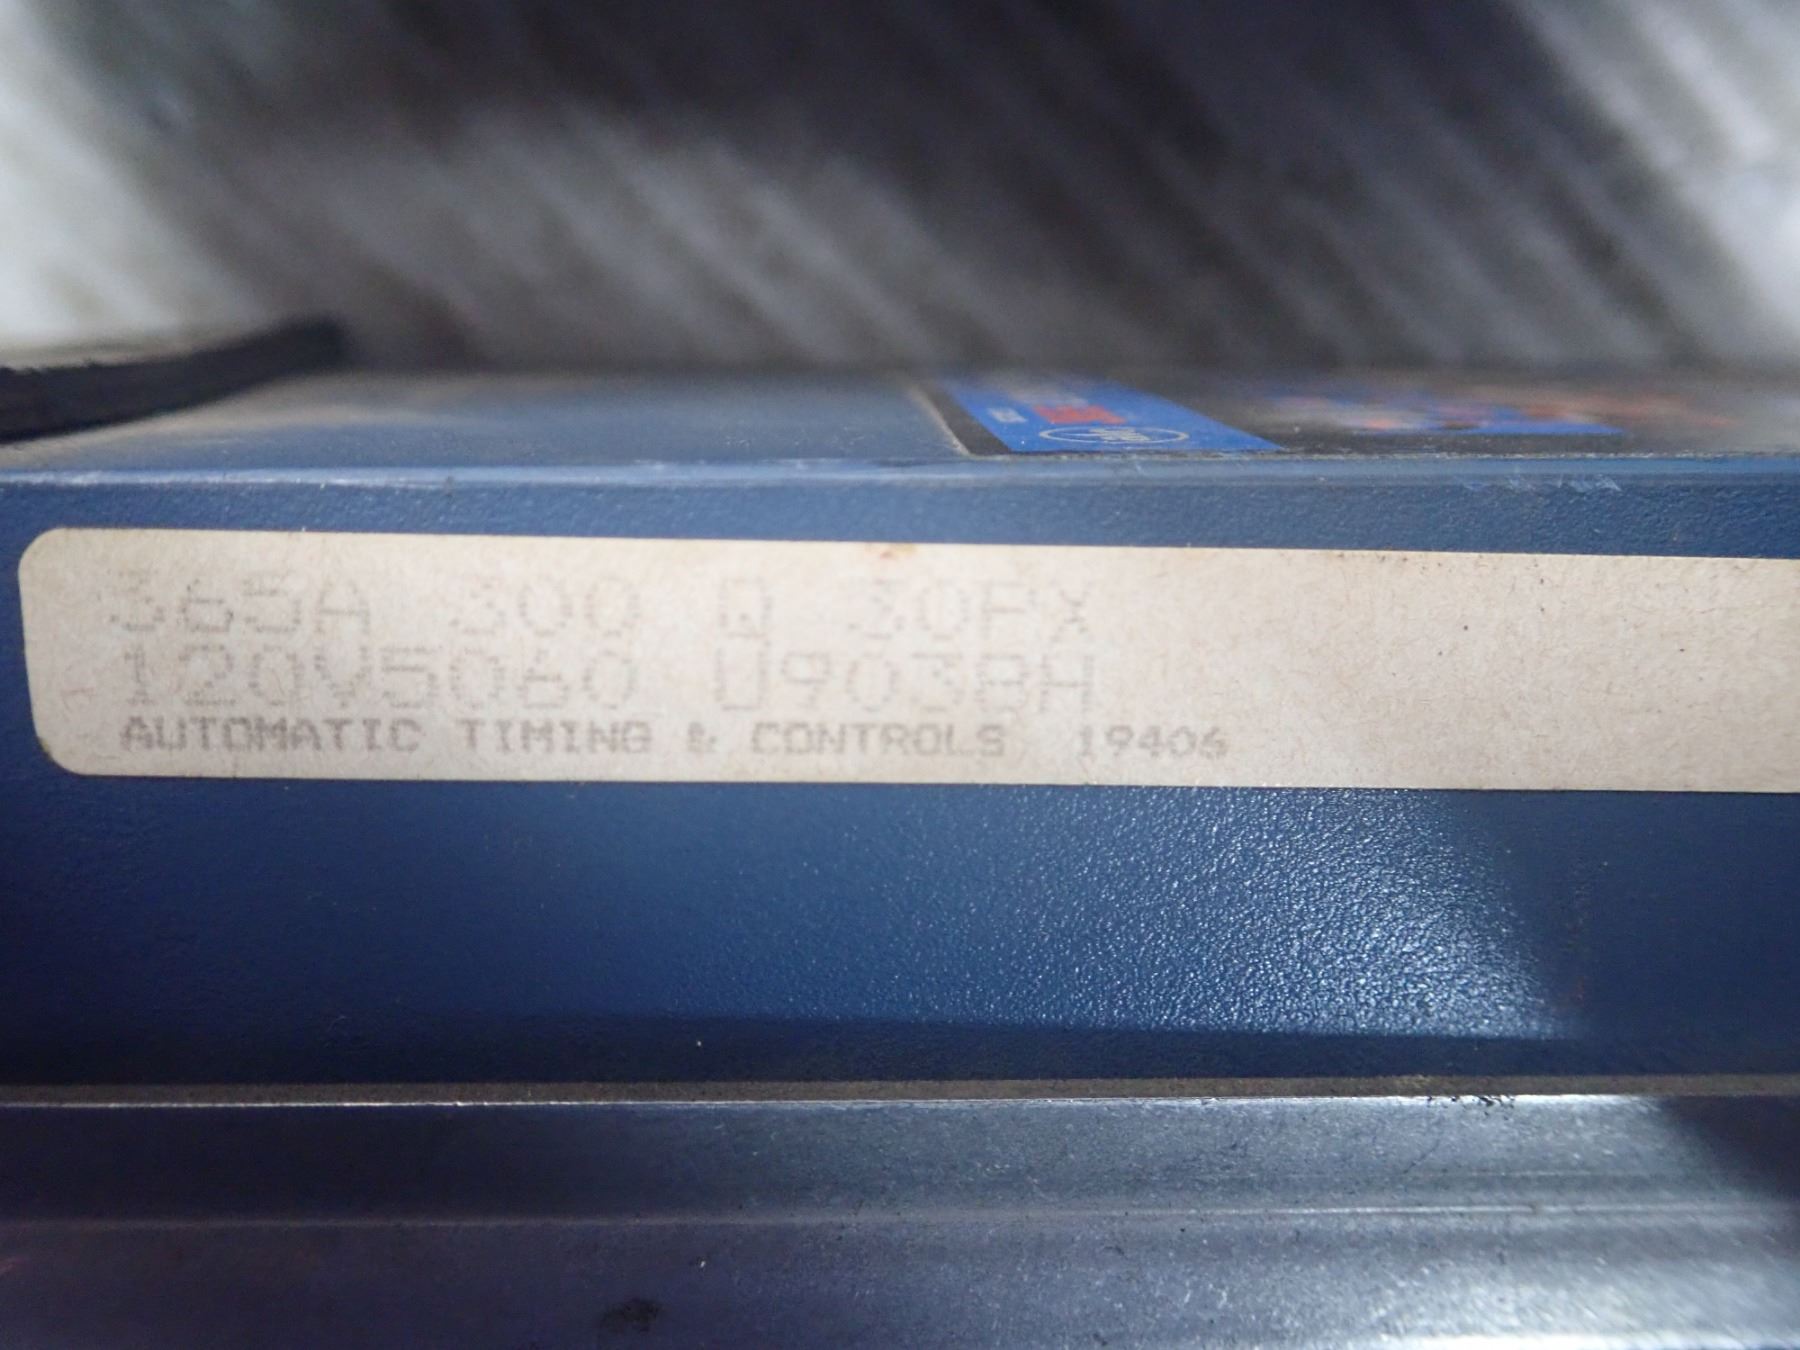 365A 300 Q 30PX
120V5060 U903BH
AUTOMATIC TIMING & CONTROLS 19406